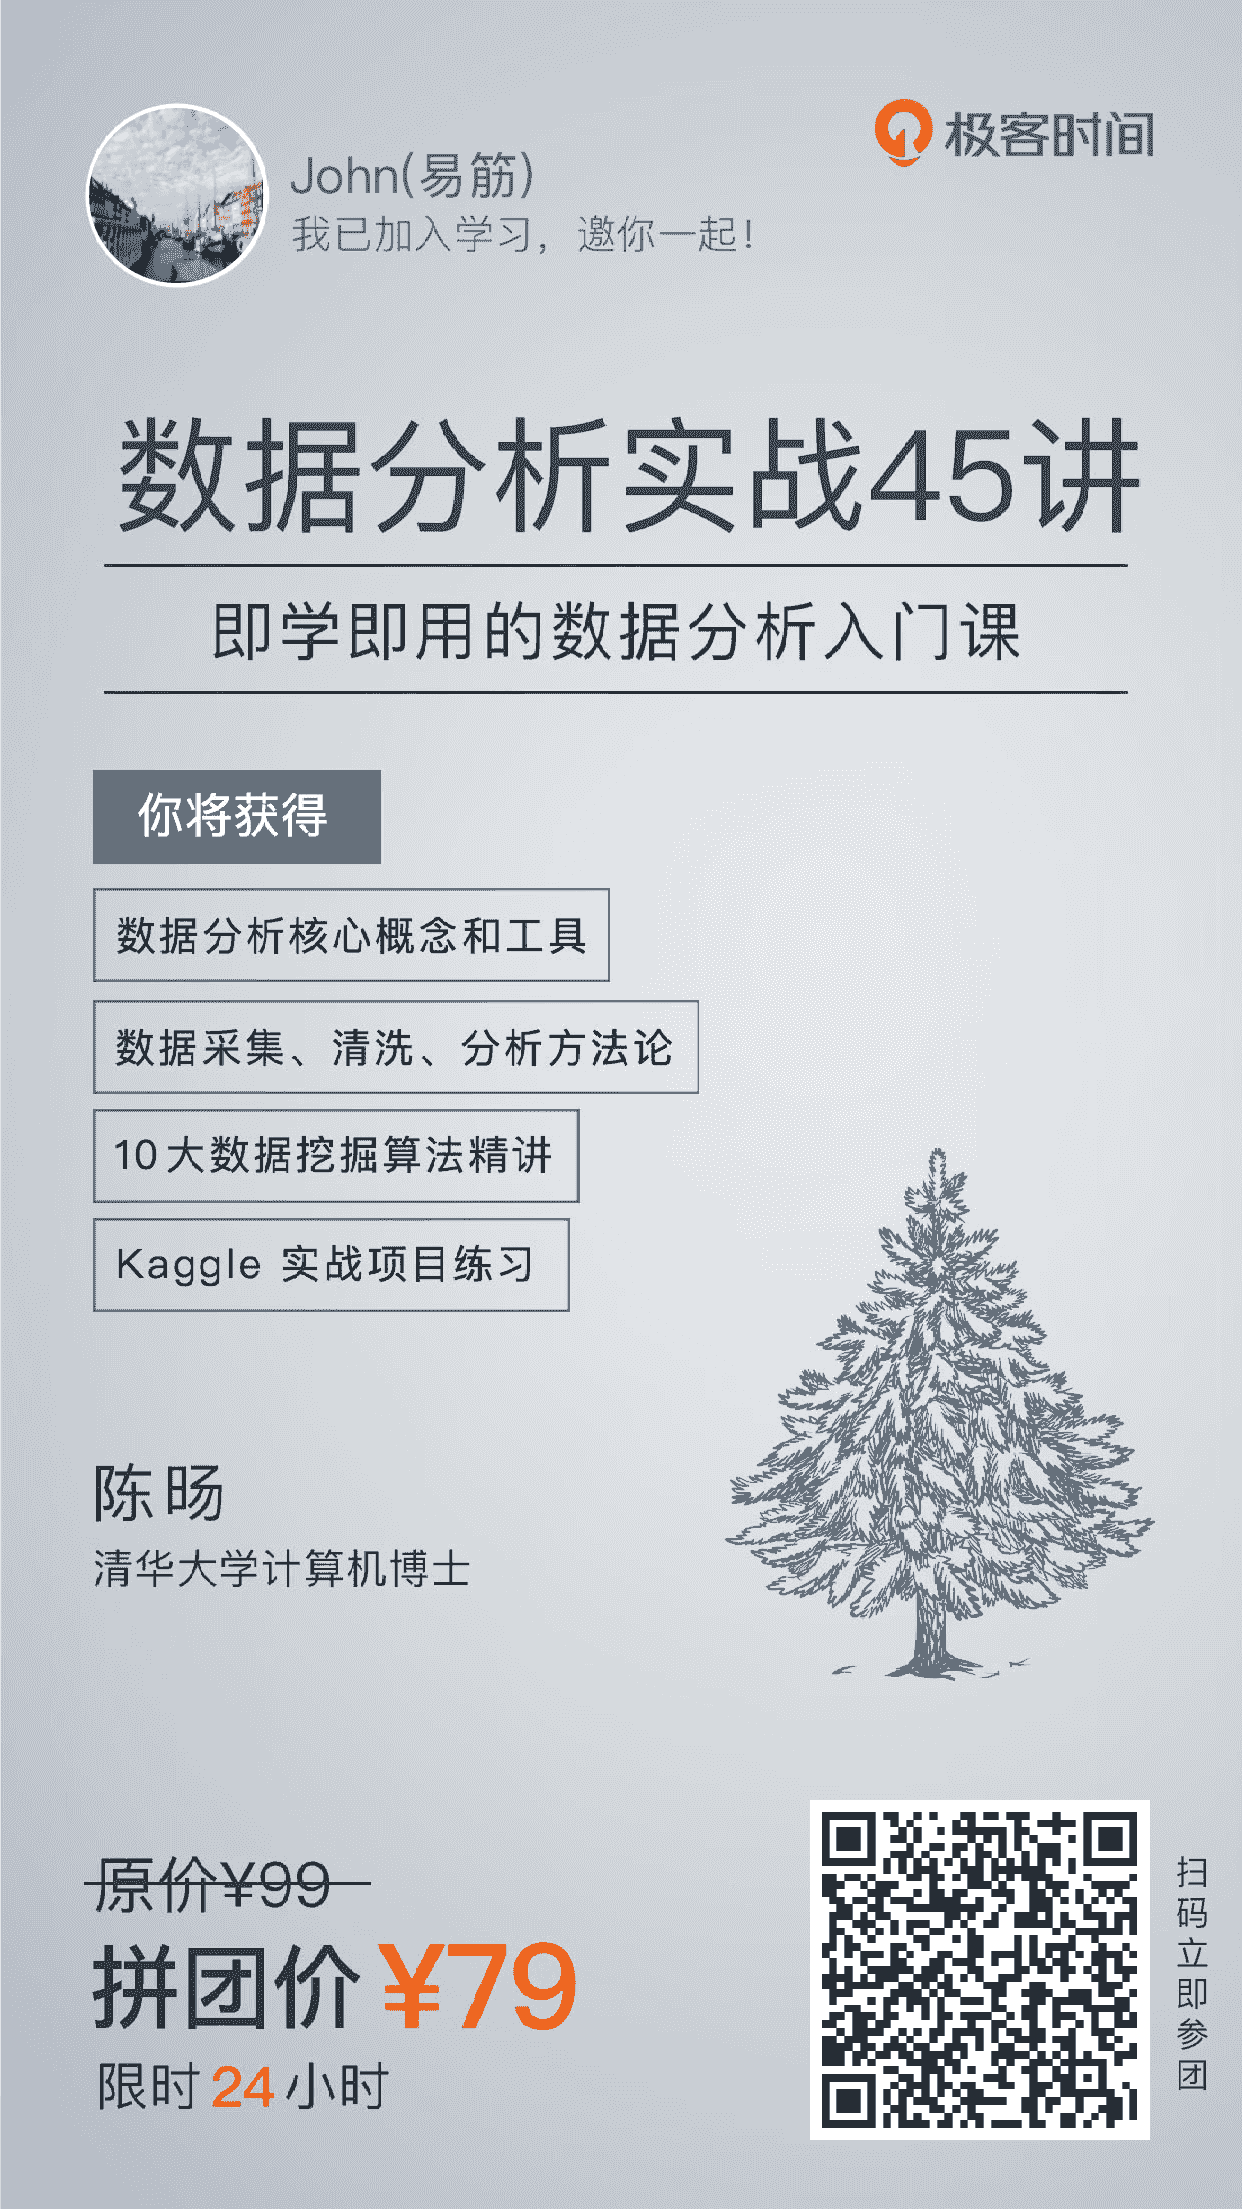 极客时间
John(易筋)
我已加入学习，邀你一起！
数据分析实战45讲
即学即用的数据分析入门课
你将获得
数据分析核心概念和工具
数据采集、清洗、分析方法论
10大数据挖掘算法精讲
Kaggle 实战项目练习
陈旸
清华大学计算机博士
原价¥99
拼团价 ¥79
限时 24 小时
扫码立即参团